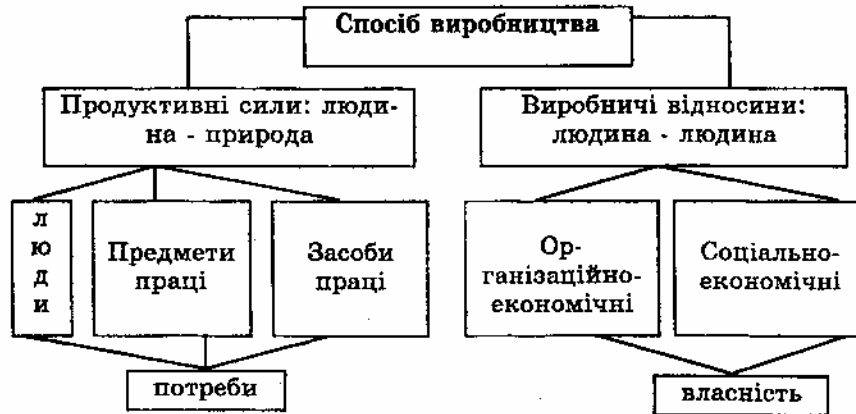 Спосіб виробництва
Продуктивні сили: люди-
на - природа
Виробничі відносини:
людина - людина
л
ю
д
и
Предмети
праці
Засоби
праці
Ор-
ганізаційно-
економічні
Соціально-
економічні
потреби
власність